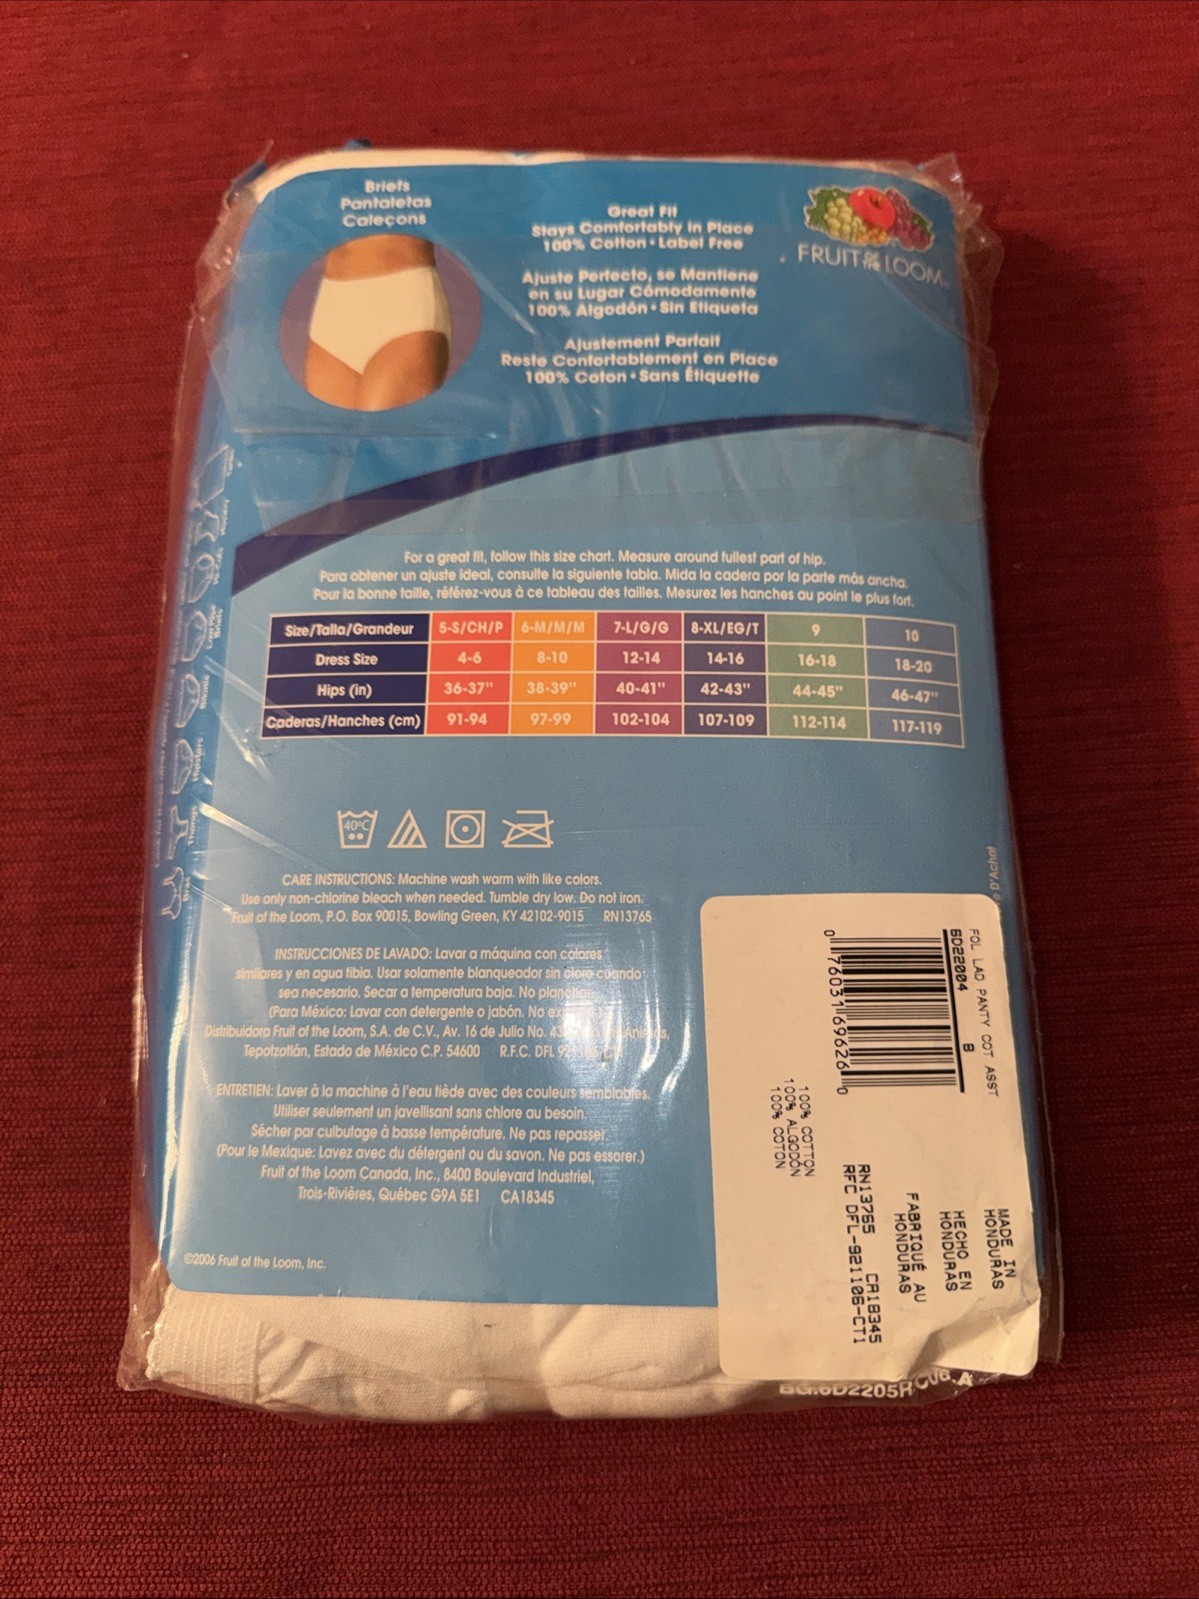 Briefs
Pantaletas
Caleçons
Great Fit
Stays Comfortably in Place
100% Cotton • Label Free
Ajuste Perfecto, se Mantiene
en su Lugar Cómodamente
100% Algodón • Sin Etiqueta
Ajustement Parfait
Reste Confortablement en Place
100% Coton • Sans Étiquette
FRUIT OF THE LOOM
For a great fit, follow this size chart. Measure around fullest part of hip.
Para obtener un ajuste ideal, consulte la siguiente tabla. Mida la cadera por la parte más ancha.
Pour la bonne taille, référez-vous à ce tableau des tailles. Mesurez les hanches au point le plus fort.
Size/Talla/Grandeur 5-S/CH/P 6-M/M/M 7-L/G/G 8-XL/EG/T 9 10
Dress Size 4-6 8-10 12-14 14-16 16-18 18-20
Hips (in) 36-37" 38-39" 40-41" 42-43" 44-45" 46-47"
Caderas/Hanches (cm) 91-94 97-99 102-104 107-109 112-114 117-119
40°C
CARE INSTRUCTIONS: Machine wash warm with like colors.
Use only non-chlorine bleach when needed. Tumble dry low. Do not iron.
Fruit of the Loom, P.O. Box 90015, Bowling Green, KY 42102-9015 RN13765
INSTRUCCIONES DE LAVADO: Lavar a máquina con colores
similares y en agua tibia. Usar solamente blanqueador sin cloro cuando
sea necesario. Secar a temperatura baja. No
(Para México: Lavar con detergente o jabón. No
Distribuidora Fruit of the Loom, S.A. de C.V., Av. 16 de Julio No.
Tepotzotlán, Estado de México C.P. 54600 R.F.C. DFL
ENTRETIEN: Laver à la machine à l'eau tiède avec des couleurs semblables.
Utiliser seulement un javellisant sans chlore au besoin.
Sécher par culbutage à basse température. Ne pas repasser.
(Pour le Mexique: Lavez avec du détergent ou du savon. Ne pas essorer.)
Fruit of the Loom Canada, Inc., 8400 Boulevard Industriel,
Trois-Rivières, Québec G9A 5E1 CA18345
©2006 Fruit of the Loom, Inc.
Low Rise
Briefs
Bikinis
Hipsters
Thongs
Bras
D'Achat
FOL LAD PANTY COT ASST
6D22004 8
0 76031 69626 0
100% COTTON
100% ALGODÓN
100% COTON
MADE IN
HONDURAS
HECHO EN
HONDURAS
FABRIQUÉ AU
HONDURAS
RN13765 CA18345
RFC DFL-921106-CT1
BG.6D2205R